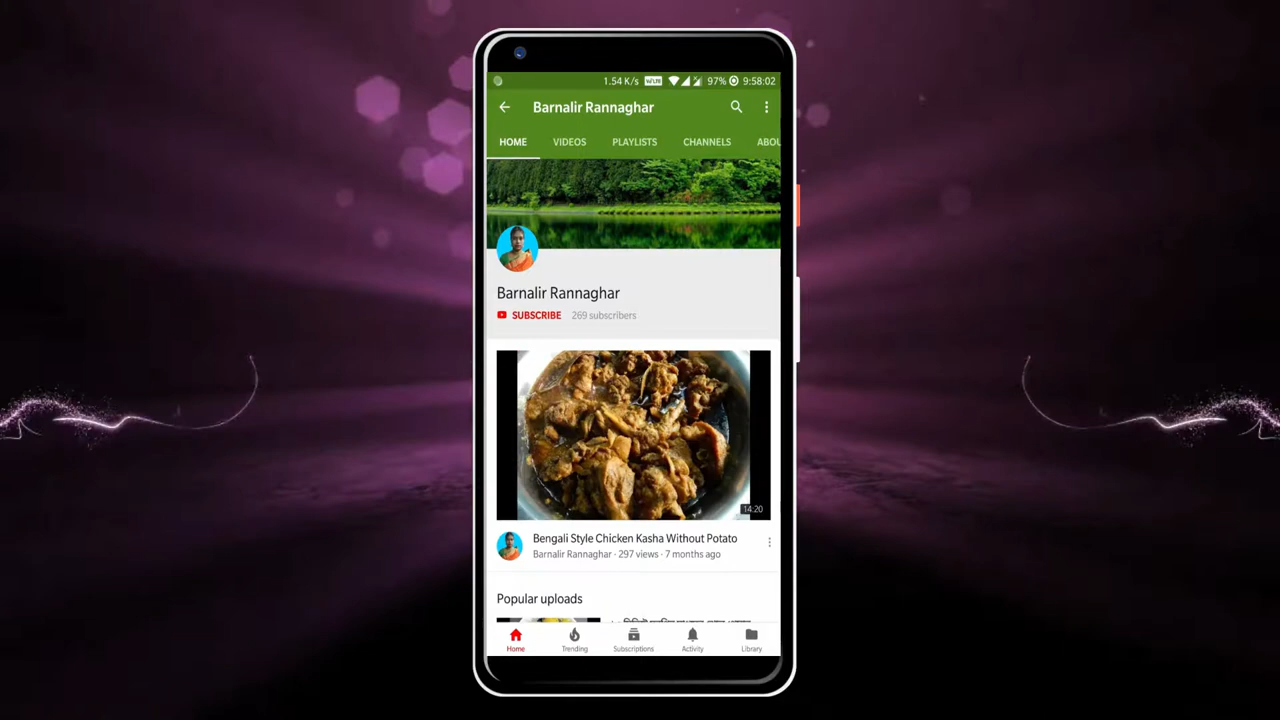 1.54 K/s VoLTE 97% 9:58:02
Barnalir Rannaghar
HOME VIDEOS PLAYLISTS CHANNELS ABOU
Barnalir Rannaghar
SUBSCRIBE 269 subscribers
14:20
Bengali Style Chicken Kasha Without Potato
Barnalir Rannaghar · 297 views · 7 months ago
Popular uploads
Home Trending Subscriptions Activity Library